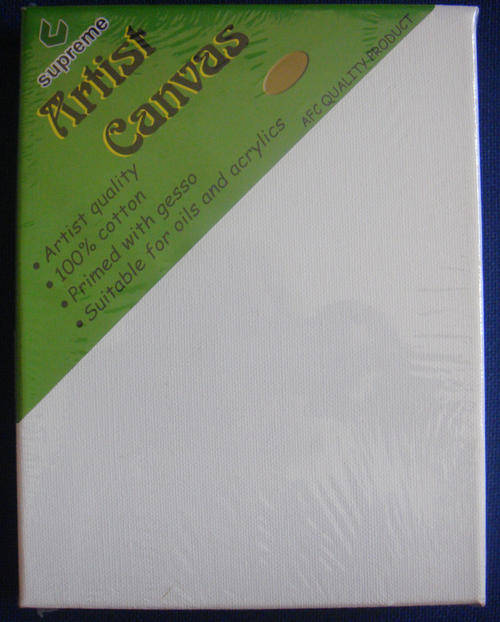 supreme
Artist
Canvas
AFC QUALITY PRODUCT
• Artist quality
• 100% cotton
• Primed with gesso
• Suitable for oils and acrylics